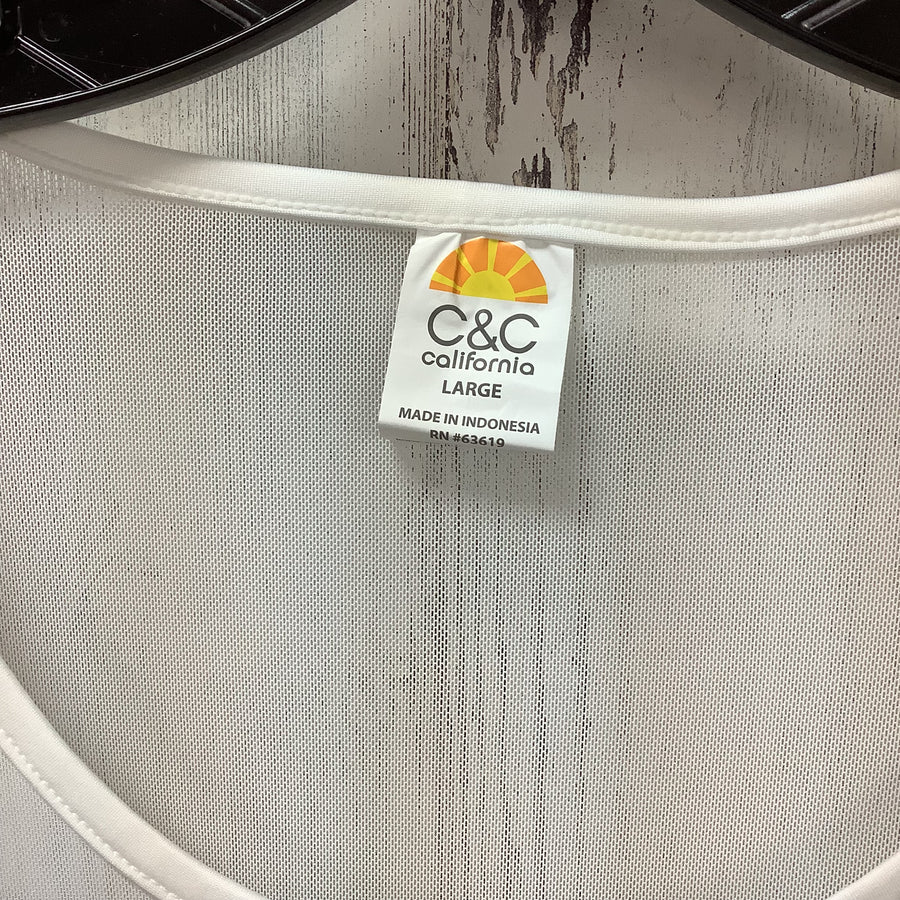 C&C
california
LARGE
MADE IN INDONESIA
RN #63619